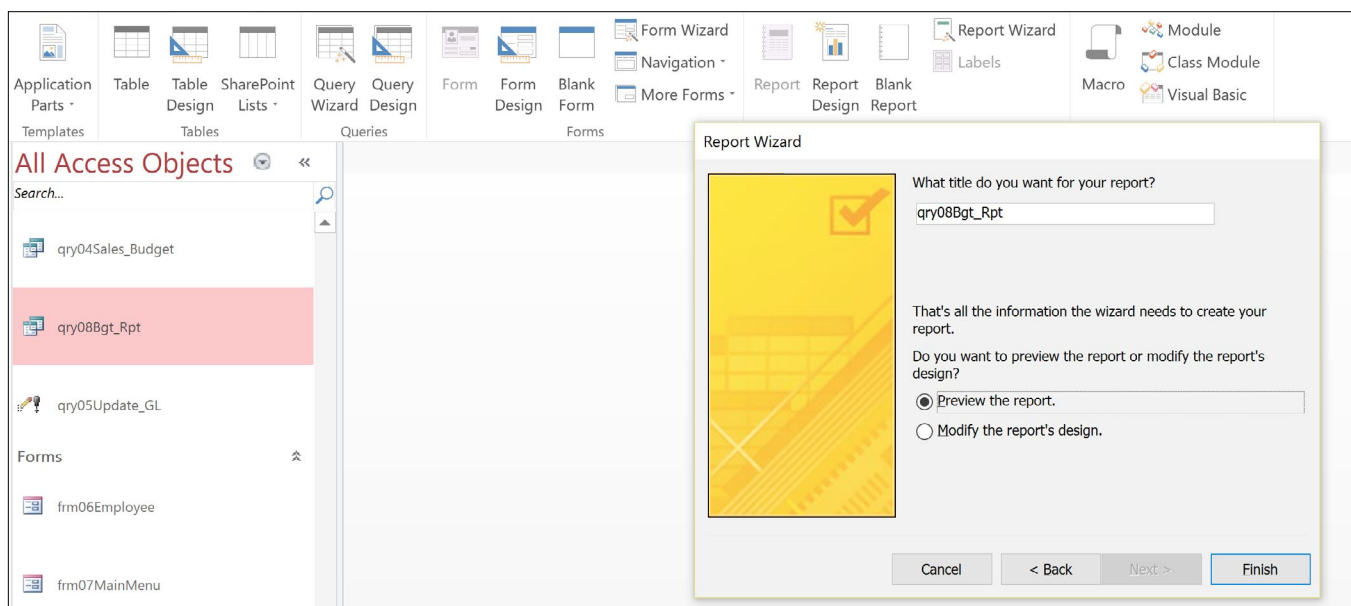 Application Parts
Table
Table Design
SharePoint Lists
Query Wizard
Query Design
Form
Form Design
Blank Form
Form Wizard
Navigation
More Forms
Report
Report Design
Blank Report
Report Wizard
Labels
Macro
Module
Class Module
Visual Basic
Templates
Tables
Queries
Forms
All Access Objects
Search...
qry04Sales_Budget
qry08Bgt_Rpt
qry05Update_GL
Forms
frm06Employee
frm07MainMenu
Report Wizard
What title do you want for your report?
qry08Bgt_Rpt
That's all the information the wizard needs to create your
report.
Do you want to preview the report or modify the report's
design?
Preview the report.
Modify the report's design.
Cancel
< Back
Next >
Finish